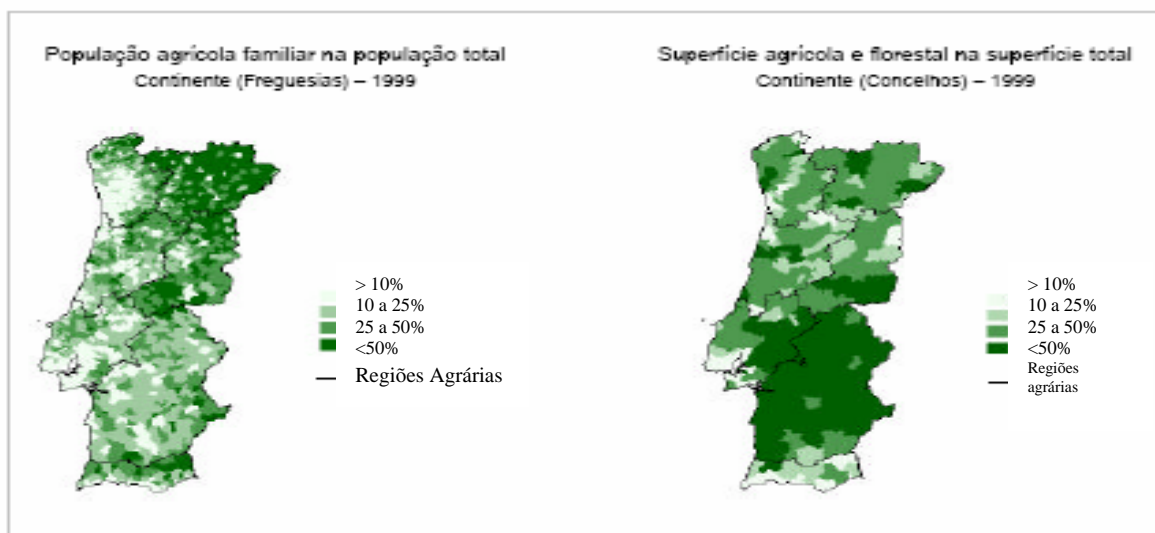 População agrícola familiar na população total
Continente (Freguesias) – 1999
> 10%
10 a 25%
25 a 50%
<50%
Regiões Agrárias
Superfície agrícola e florestal na superfície total
Continente (Concelhos) – 1999
> 10%
10 a 25%
25 a 50%
<50%
Regiões
agrárias